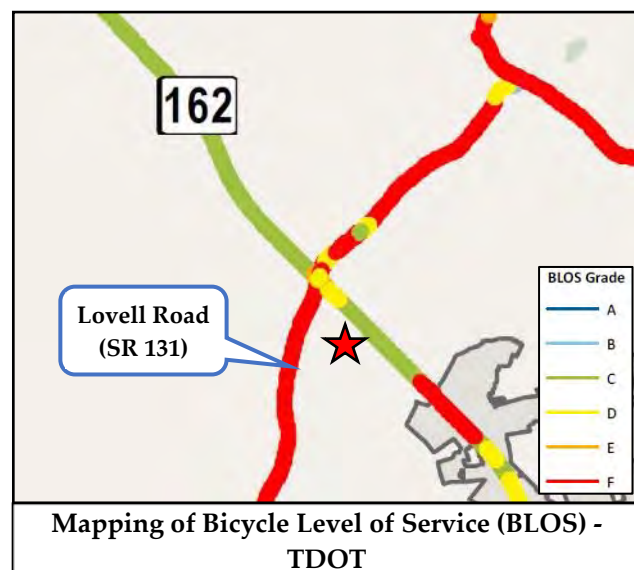 162
Lovell Road
(SR 131)
BLOS Grade
A
B
C
D
E
F
Mapping of Bicycle Level of Service (BLOS) -
TDOT